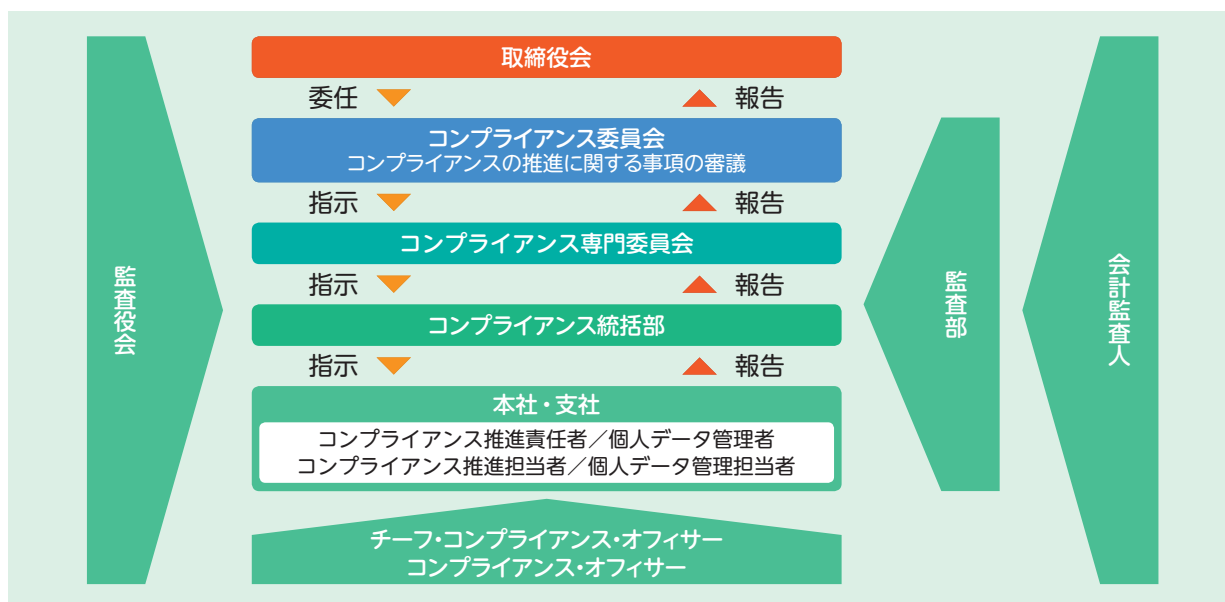 取締役会
委任
報告
コンプライアンス委員会
コンプライアンスの推進に関する事項の審議
指示
報告
コンプライアンス専門委員会
指示
報告
コンプライアンス統括部
指示
報告
本社・支社
コンプライアンス推進責任者／個人データ管理者
コンプライアンス推進担当者／個人データ管理担当者
チーフ・コンプライアンス・オフィサー
コンプライアンス・オフィサー
監査役会
監査部
会計監査人